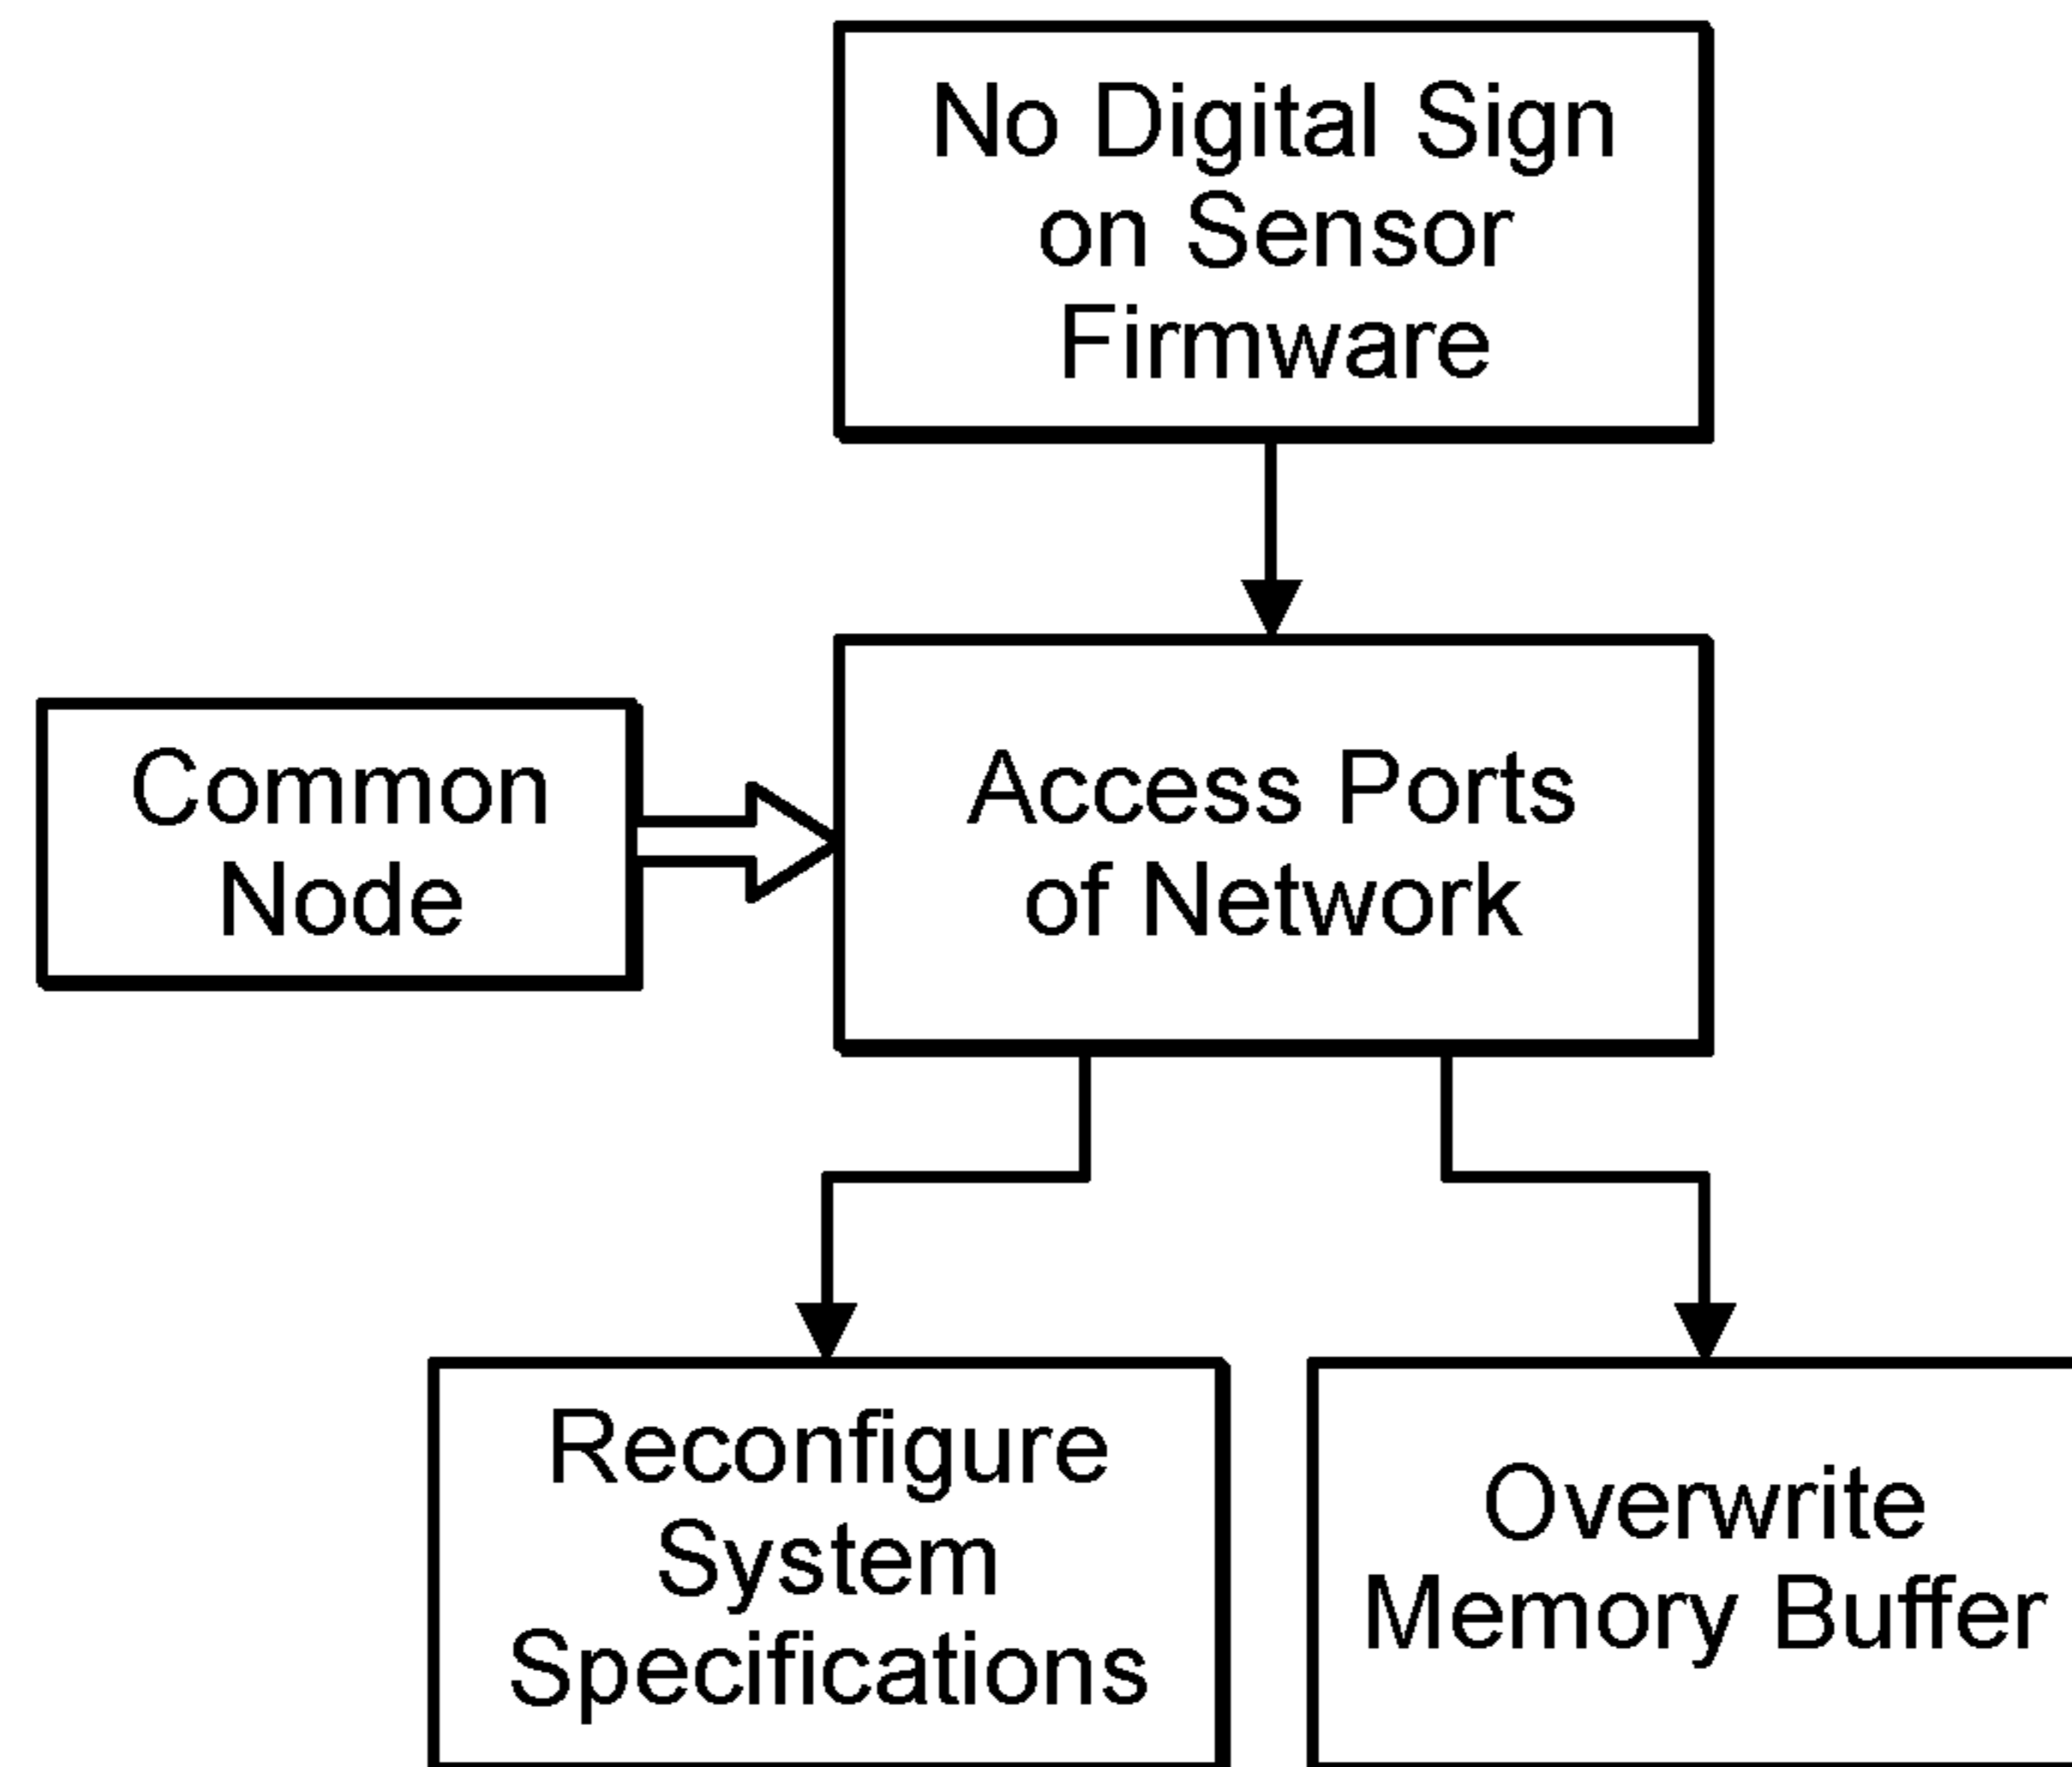 No Digital Sign
on Sensor
Firmware
Common
Node
Access Ports
of Network
Reconfigure
System
Specifications
Overwrite
Memory Buffer